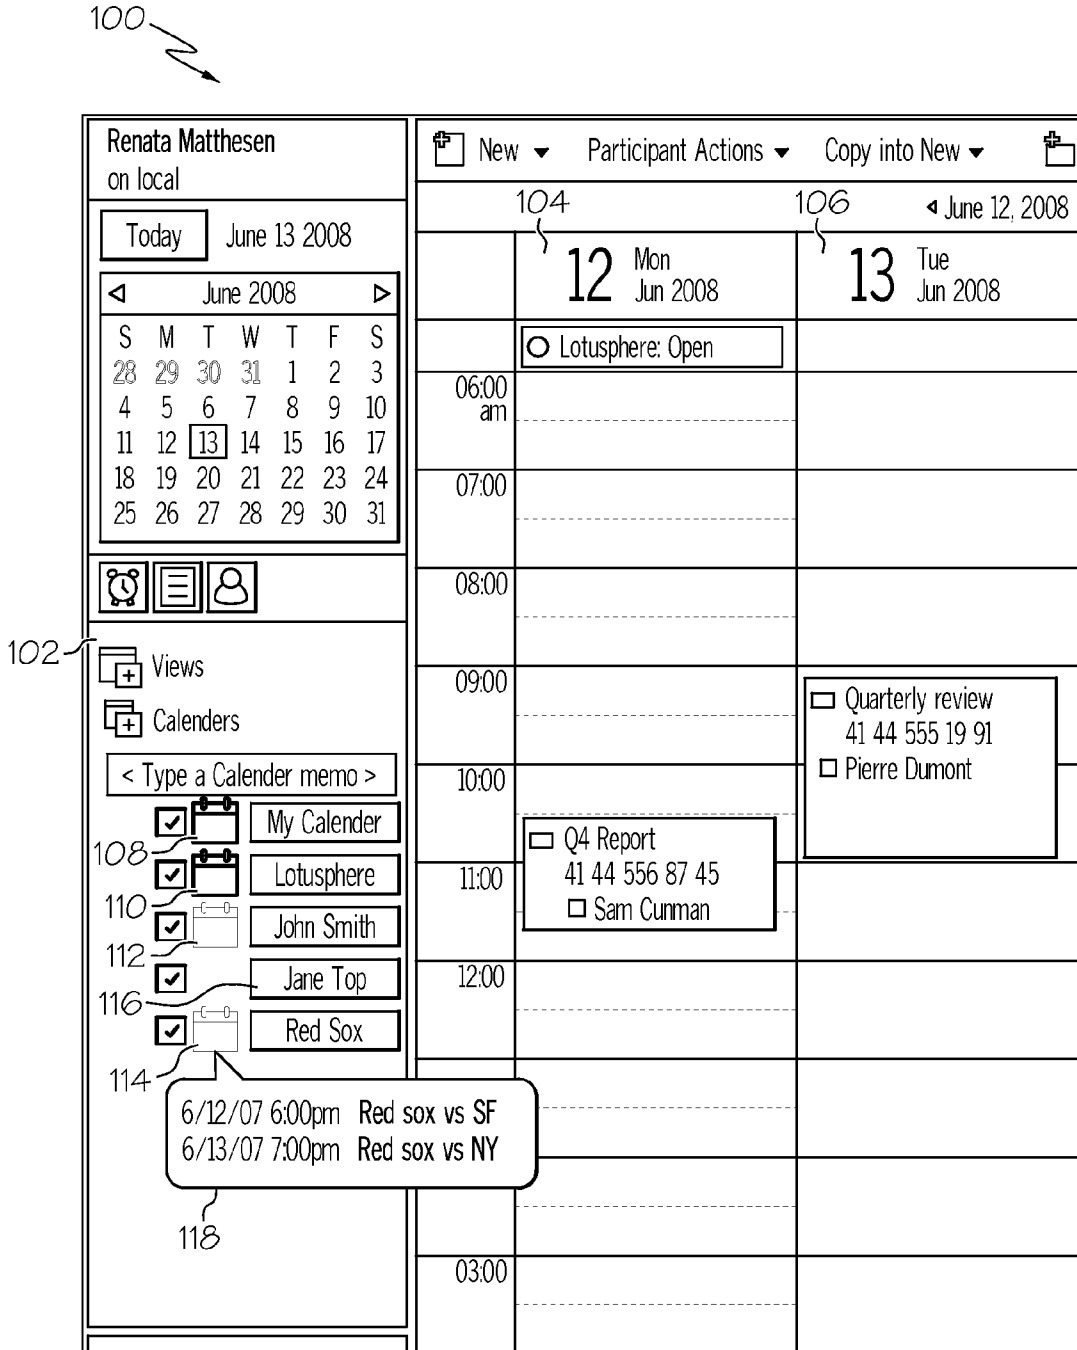 100
Renata Matthesen
on local
New Participant Actions Copy into New
104 106 June 12, 2008
Today June 13 2008
12 Mon
Jun 2008
13 Tue
Jun 2008
June 2008
S M T W T F S
28 29 30 31 1 2 3
4 5 6 7 8 9 10
11 12 13 14 15 16 17
18 19 20 21 22 23 24
25 26 27 28 29 30 31
Lotusphere: Open
06:00
am
07:00
08:00
102
Views
Calenders
< Type a Calender memo >
My Calender
108
Lotusphere
110
John Smith
112
Jane Top
116
Red Sox
114
6/12/07 6:00pm Red sox vs SF
6/13/07 7:00pm Red sox vs NY
118
09:00
Quarterly review
41 44 555 19 91
Pierre Dumont
10:00
Q4 Report
41 44 556 87 45
Sam Cunman
11:00
12:00
03:00